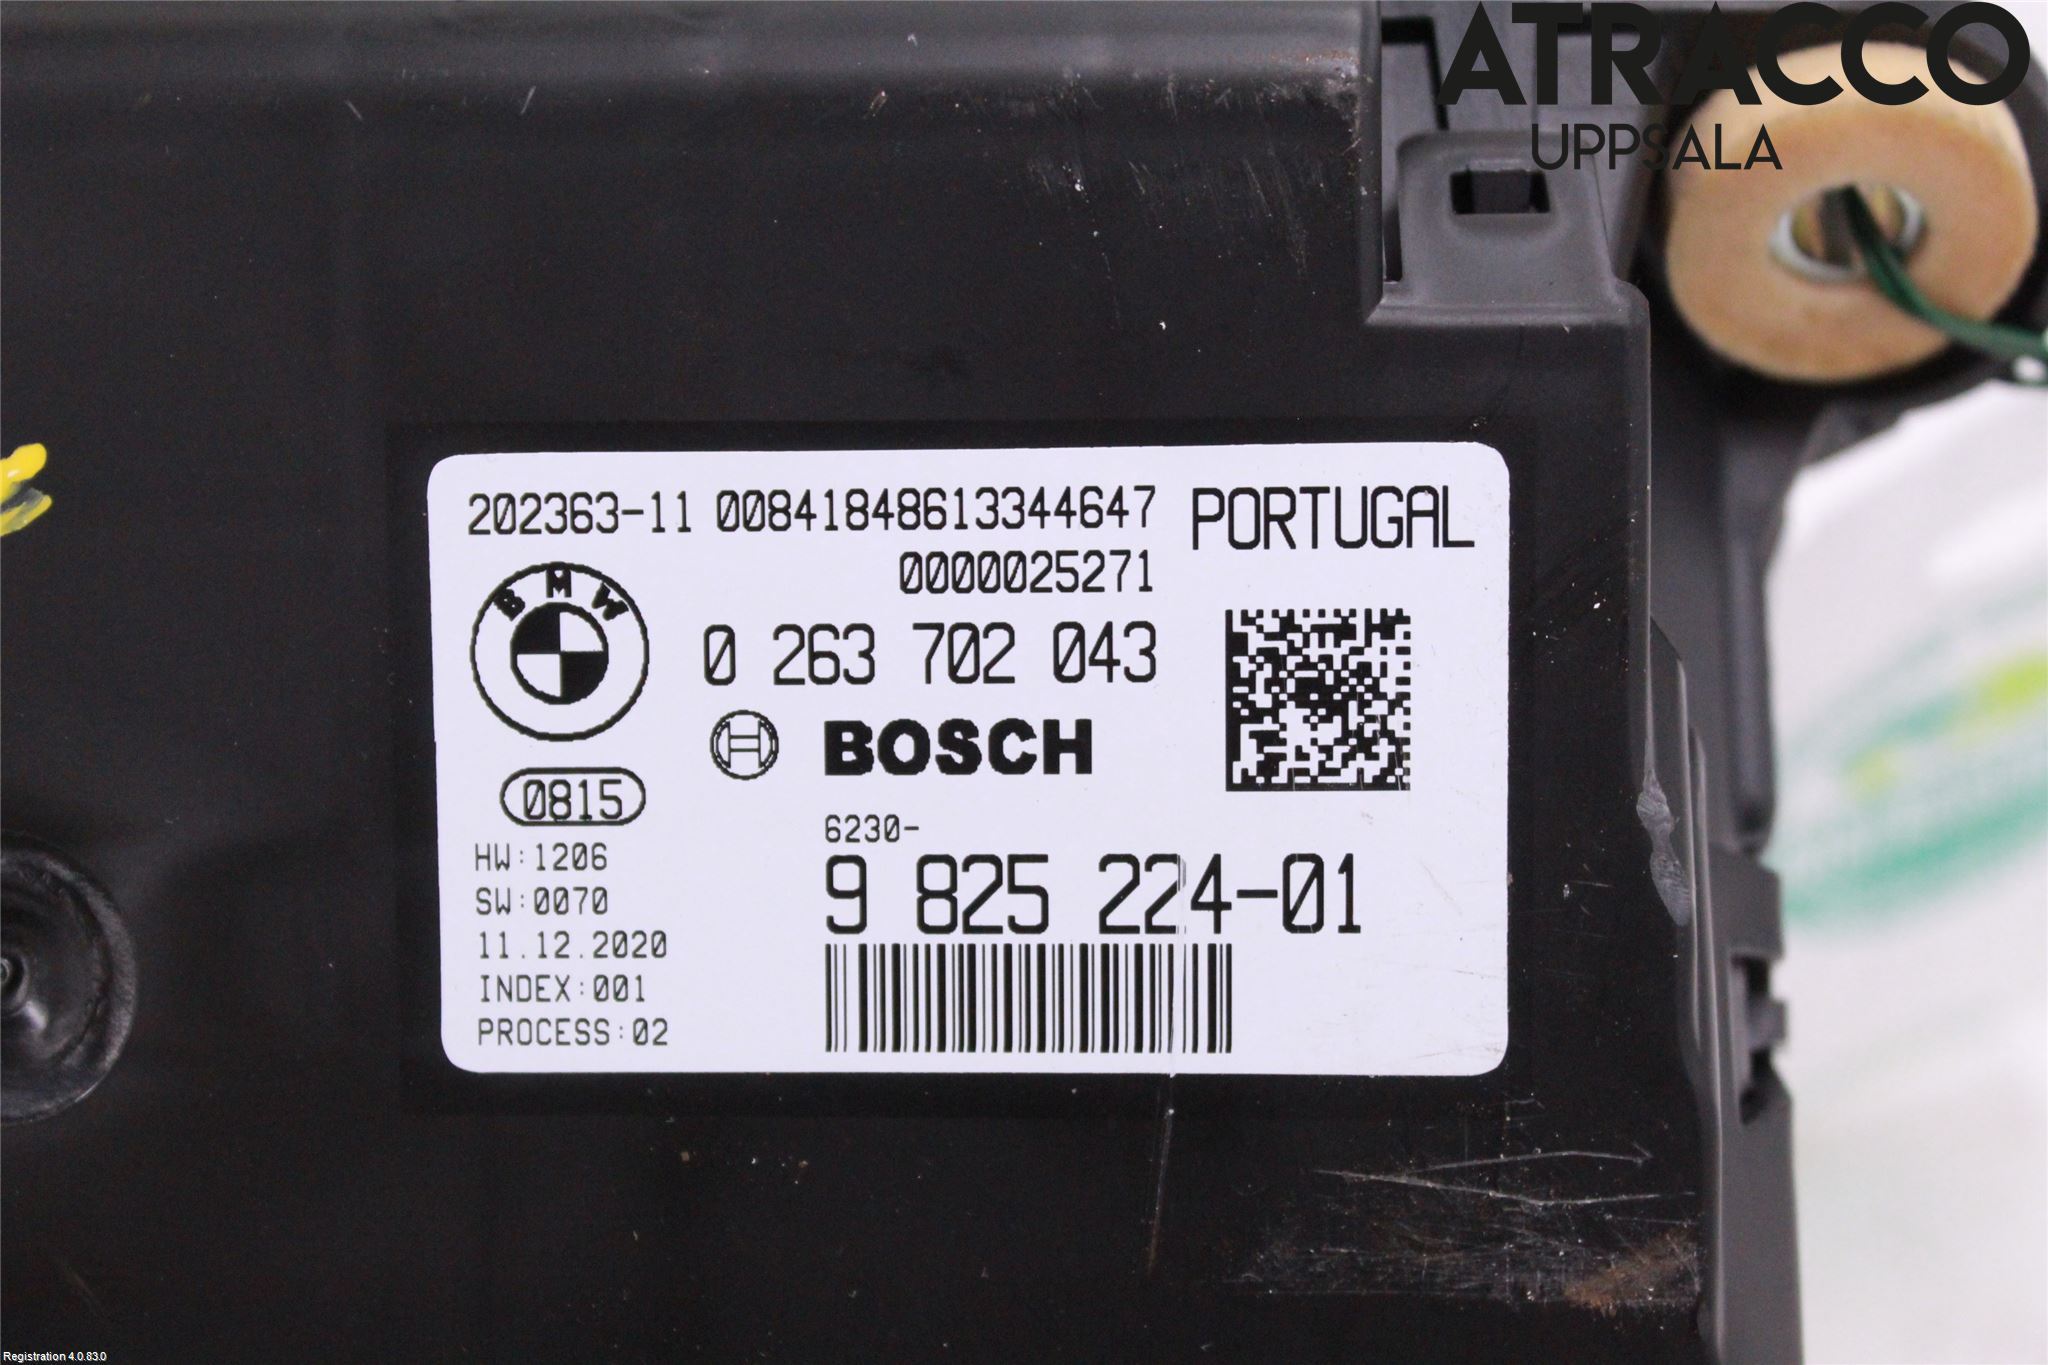 ATRACCO
UPPSALA
202363-11 00841848613344647 PORTUGAL
0000025271
BMW
0 263 702 043
BOSCH
0815
6230-
9 825 224-01
HW:1206
SW:0070
11.12.2020
INDEX:001
PROCESS:02
Registration 4.0.83.0